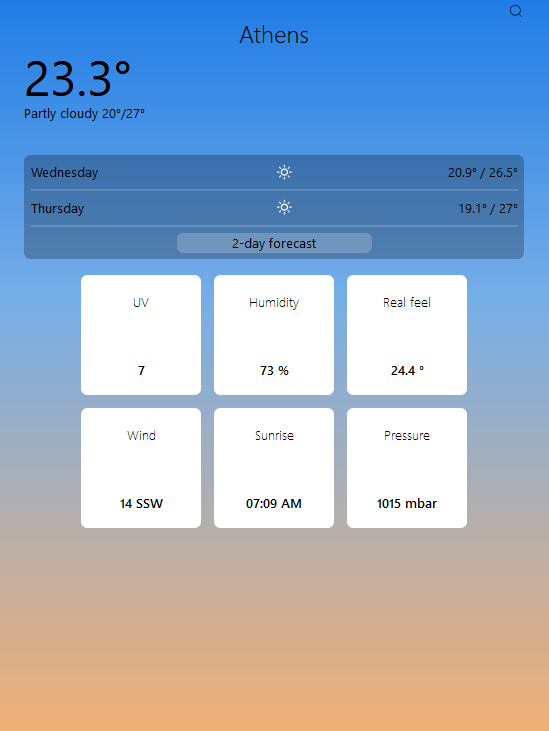 Athens
23.3°
Partly cloudy 20°/27°
Wednesday 20.9° / 26.5°
Thursday 19.1° / 27°
2-day forecast
UV Humidity Real feel
7 73 % 24.4 °
Wind Sunrise Pressure
14 SSW 07:09 AM 1015 mbar